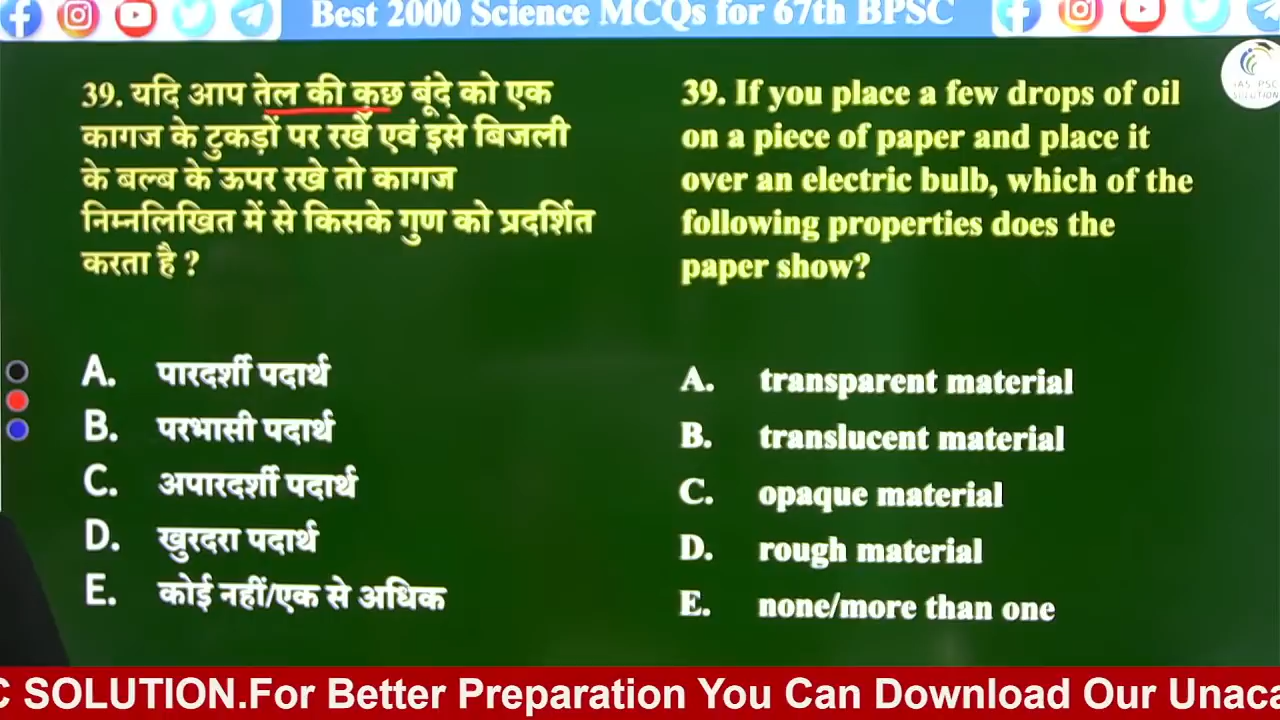 Best 2000 Science MCQs for 67th BPSC
IAS PSC
SOLUTION
39. यदि आप तेल की कुछ बूंदे को एक
कागज के टुकड़ों पर रखें एवं इसे बिजली
के बल्ब के ऊपर रखे तो कागज
निम्नलिखित में से किसके गुण को प्रदर्शित
करता है ?
A. पारदर्शी पदार्थ
B. परभासी पदार्थ
C. अपारदर्शी पदार्थ
D. खुरदरा पदार्थ
E. कोई नहीं/एक से अधिक
39. If you place a few drops of oil
on a piece of paper and place it
over an electric bulb, which of the
following properties does the
paper show?
A. transparent material
B. translucent material
C. opaque material
D. rough material
E. none/more than one
C SOLUTION.For Better Preparation You Can Download Our Unaca